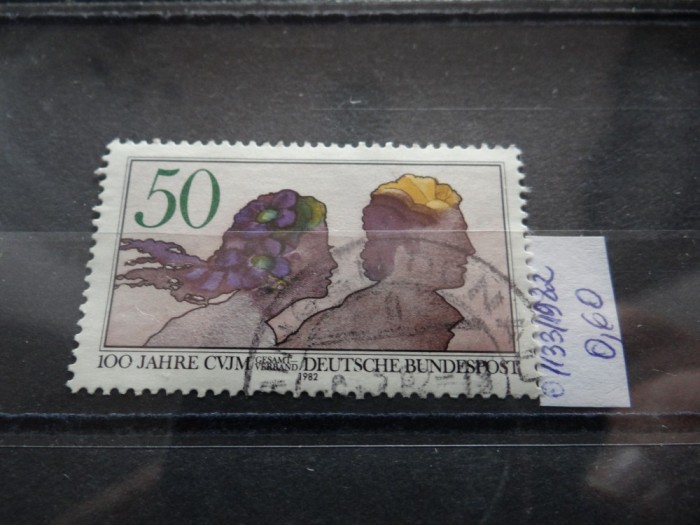 50
100 JAHRE CVJM GESAMT-VERBAND/DEUTSCHE BUNDESPOST
1982
1133/1982
0,60